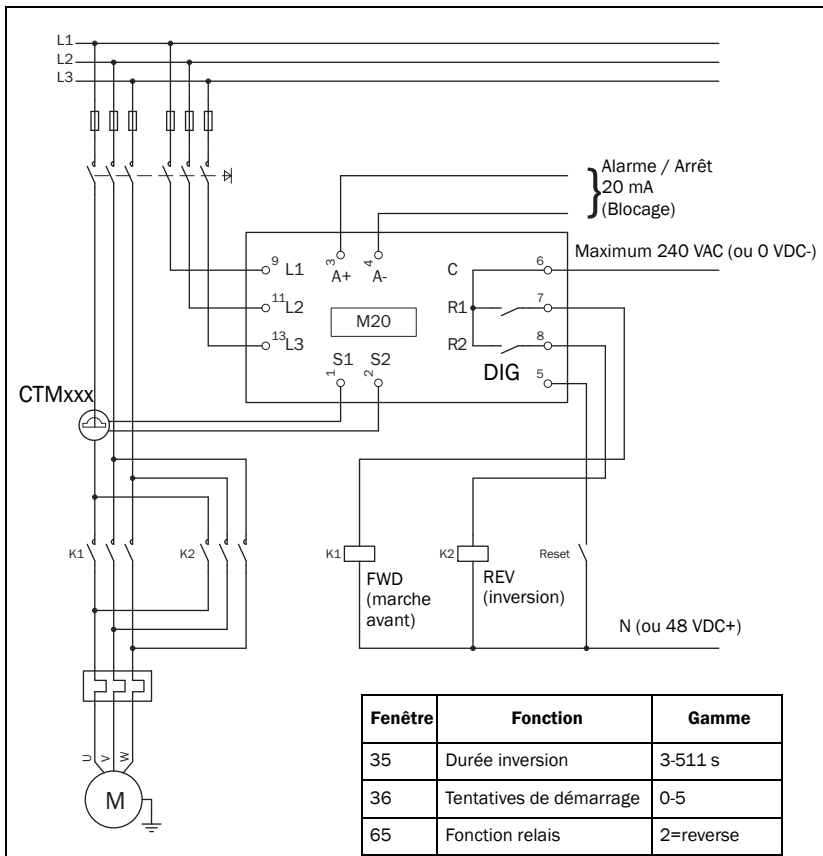 L1
L2
L3
Alarme / Arrêt
20 mA
(Blocage)
Maximum 240 VAC (ou 0 VDC-)
9 L1
3 A+
4 A-
C 6
11 L2
R1 7
M20
13 L3
R2 8
S1 S2
1 2
DIG 5
CTMxxx
K1
K2
K1
K2
Reset
FWD
(marche
avant)
REV
(inversion)
N (ou 48 VDC+)
U V W
M
Fenêtre Fonction Gamme
35 Durée inversion 3-511 s
36 Tentatives de démarrage 0-5
65 Fonction relais 2=reverse